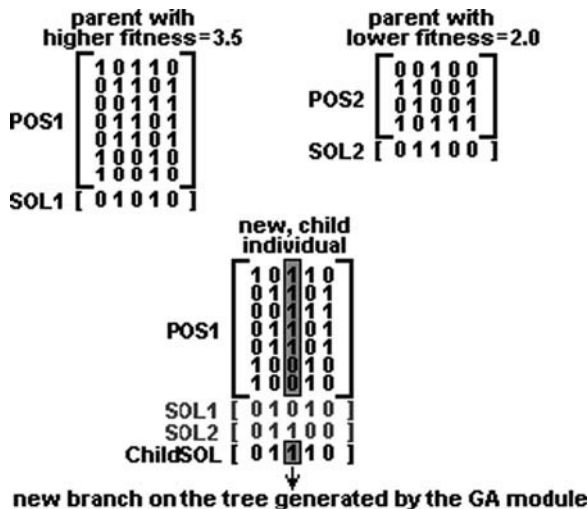 parent with
higher fitness=3.5
parent with
lower fitness=2.0
1 0 1 1 0
0 1 1 0 1
0 0 1 1 1
POS1
0 1 1 0 1
0 1 1 0 1
1 0 0 1 0
1 0 0 1 0
SOL1 [ 0 1 0 1 0 ]
0 0 1 0 0
1 1 0 0 1
POS2
0 1 0 0 1
1 0 1 1 1
SOL2 [ 0 1 1 0 0 ]
new, child
individual
1 0 1 1 0
0 1 1 0 1
0 0 1 1 1
POS1
0 1 1 0 1
0 1 1 0 1
1 0 0 1 0
1 0 0 1 0
SOL1 [ 0 1 0 1 0 ]
SOL2 [ 0 1 1 0 0 ]
ChildSOL [ 0 1 1 1 0 ]
new branch on the tree generated by the GA module